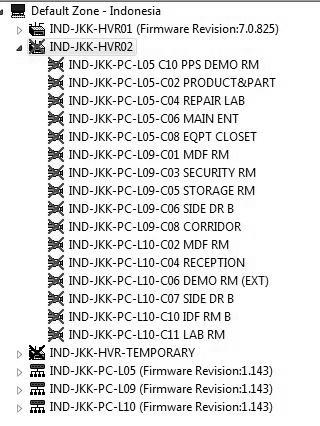 Default Zone - Indonesia
IND-JKK-HVR01 (Firmware Revision:7.0.825)
IND-JKK-HVR02
IND-JKK-PC-L05 C10 PPS DEMO RM
IND-JKK-PC-L05-C02 PRODUCT&PART
IND-JKK-PC-L05-C04 REPAIR LAB
IND-JKK-PC-L05-C06 MAIN ENT
IND-JKK-PC-L05-C08 EQPT CLOSET
IND-JKK-PC-L09-C01 MDF RM
IND-JKK-PC-L09-C03 SECURITY RM
IND-JKK-PC-L09-C05 STORAGE RM
IND-JKK-PC-L09-C06 SIDE DR B
IND-JKK-PC-L09-C08 CORRIDOR
IND-JKK-PC-L10-C02 MDF RM
IND-JKK-PC-L10-C04 RECEPTION
IND-JKK-PC-L10-C06 DEMO RM (EXT)
IND-JKK-PC-L10-C07 SIDE DR B
IND-JKK-PC-L10-C10 IDF RM B
IND-JKK-PC-L10-C11 LAB RM
IND-JKK-HVR-TEMPORARY
IND-JKK-PC-L05 (Firmware Revision:1.143)
IND-JKK-PC-L09 (Firmware Revision:1.143)
IND-JKK-PC-L10 (Firmware Revision:1.143)